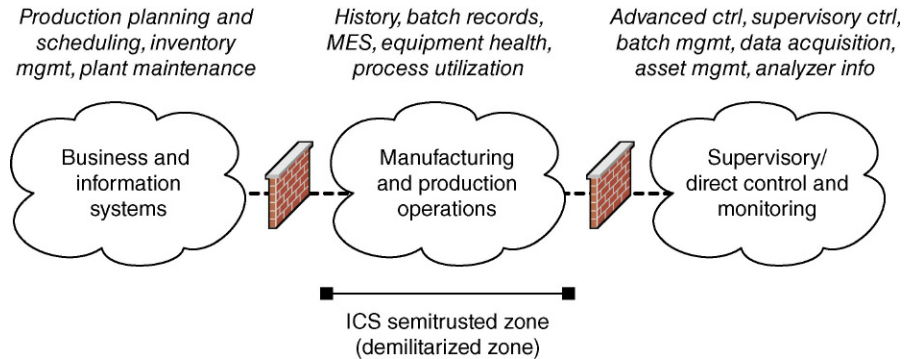 Production planning and
scheduling, inventory
mgmt, plant maintenance
History, batch records,
MES, equipment health,
process utilization
Advanced ctrl, supervisory ctrl,
batch mgmt, data acquisition,
asset mgmt, analyzer info
Business and
information
systems
Manufacturing
and production
operations
Supervisory/
direct control and
monitoring
ICS semitrusted zone
(demilitarized zone)